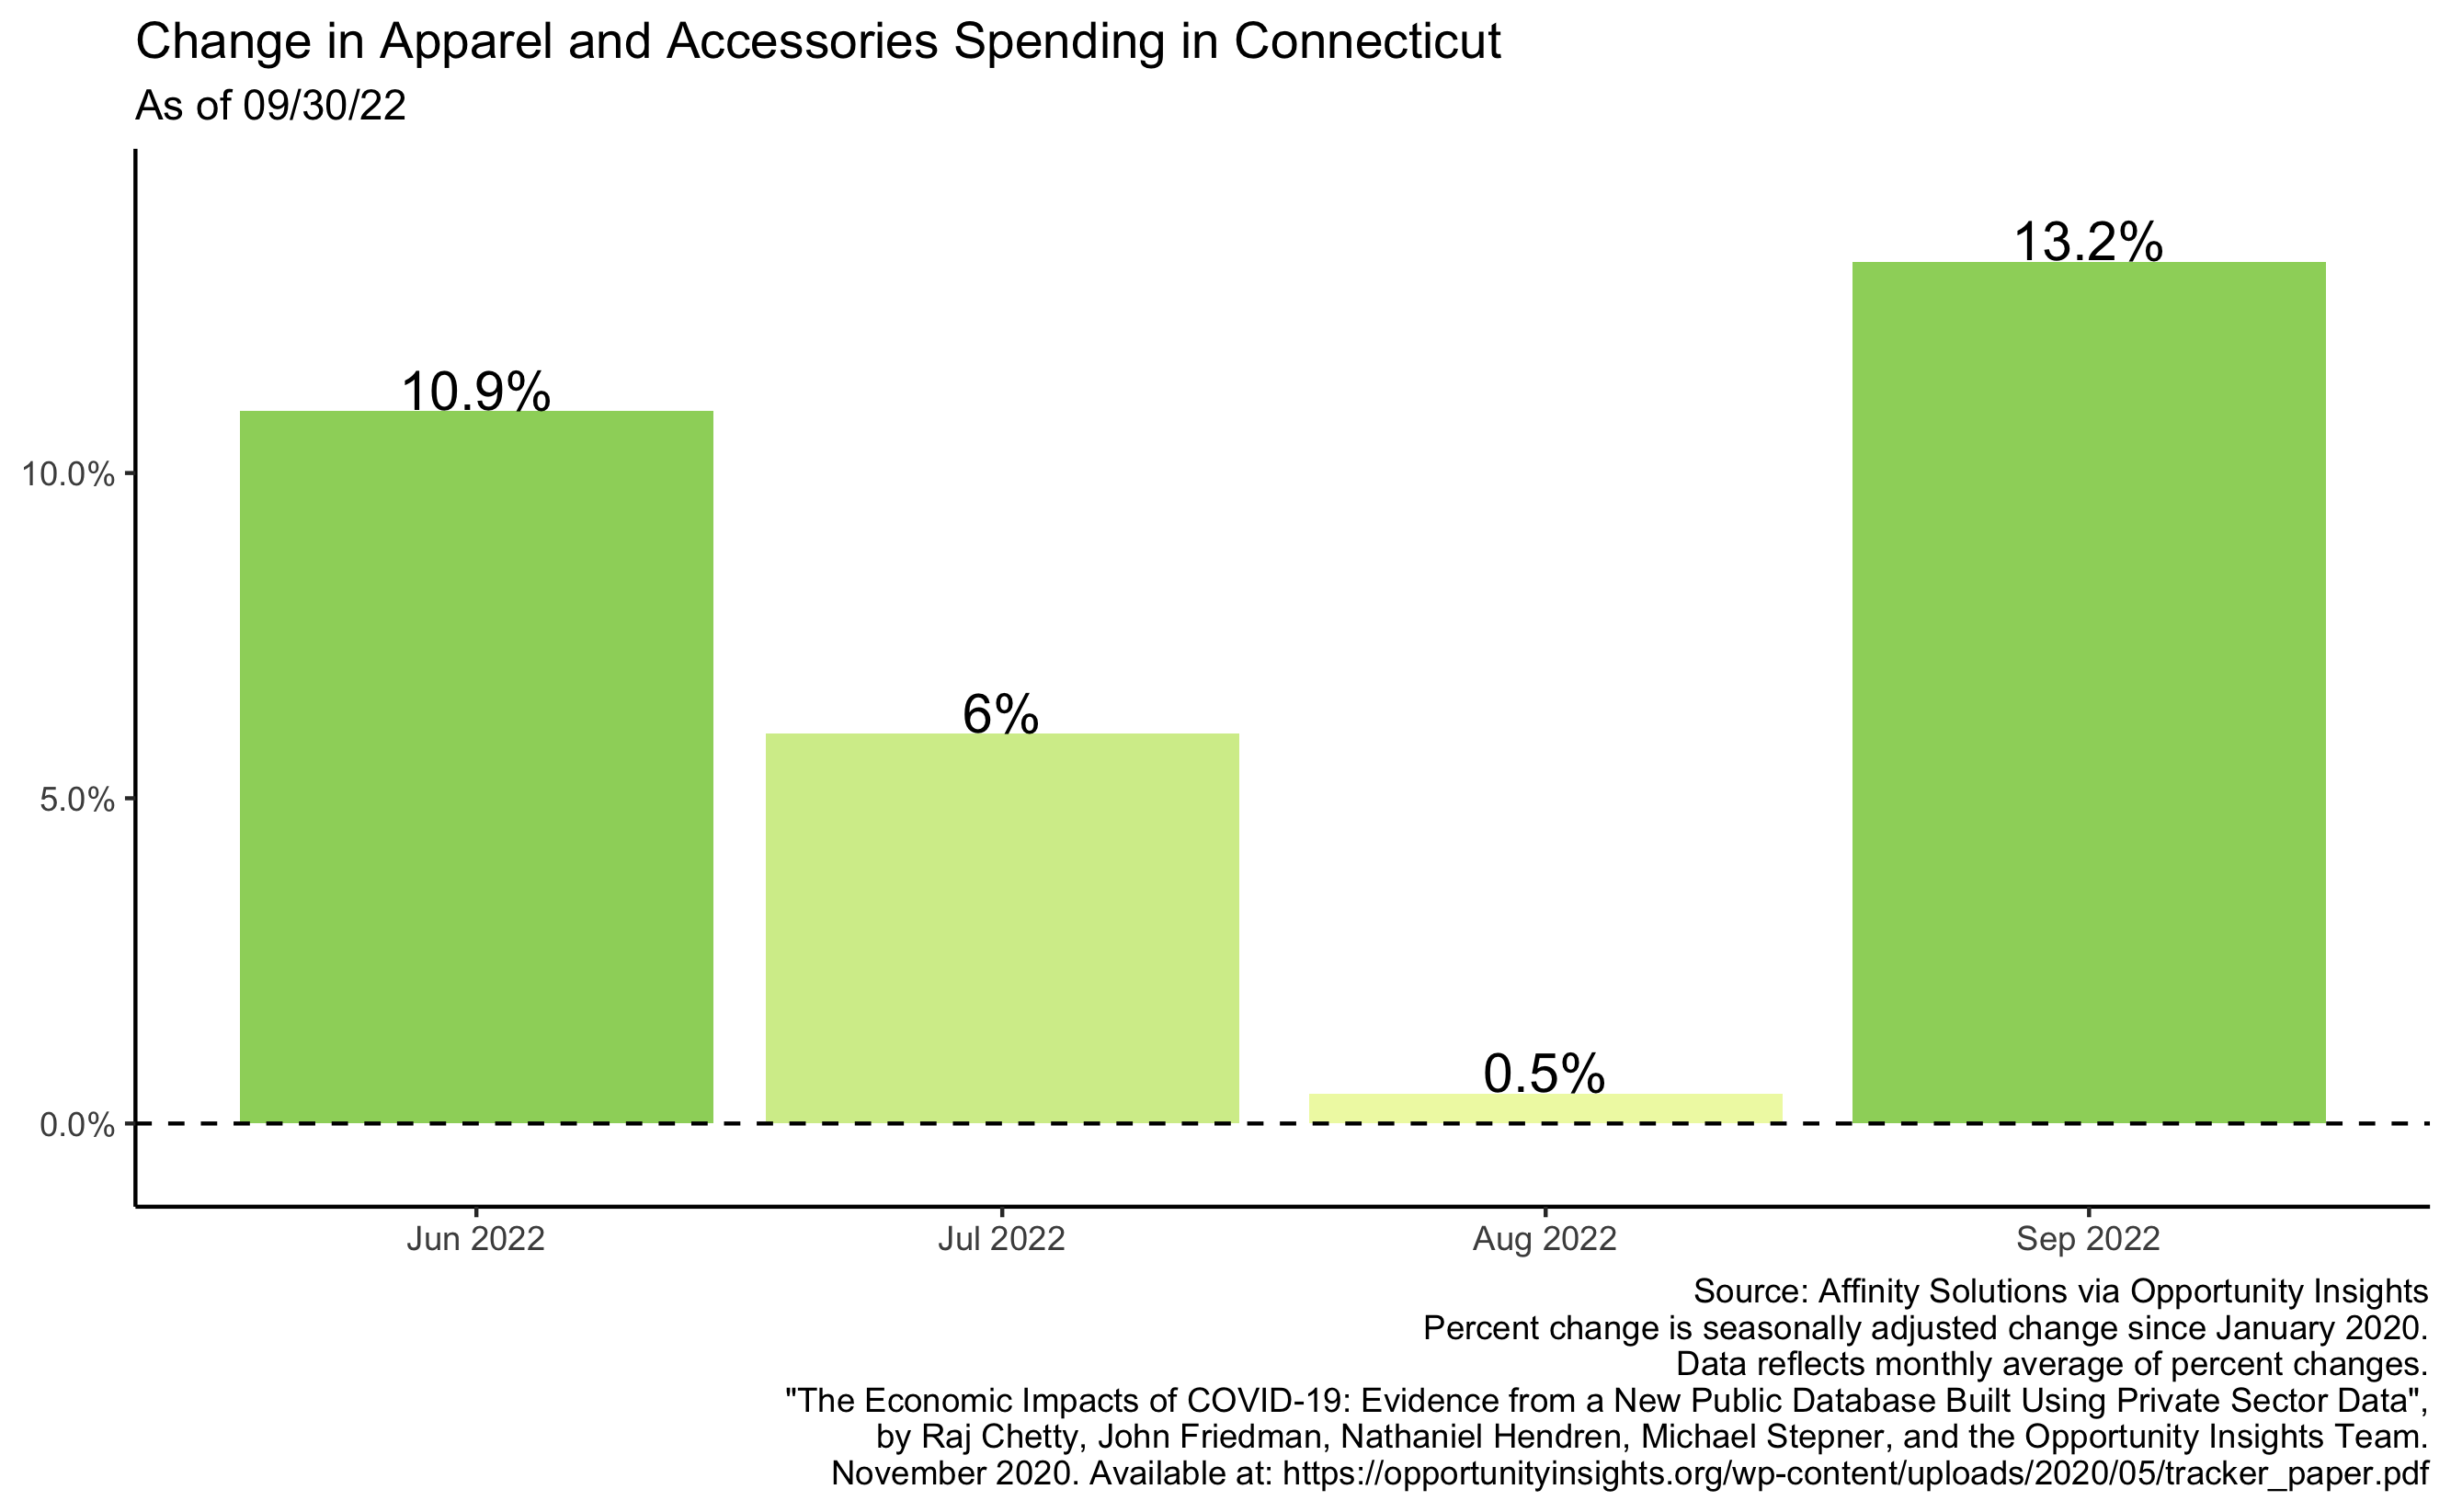 Change in Apparel and Accessories Spending in Connecticut
As of 09/30/22
13.2%
10.9%
10.0%
6%
5.0%
0.5%
0.0%
Jun 2022 Jul 2022 Aug 2022 Sep 2022
Source: Affinity Solutions via Opportunity Insights
Percent change is seasonally adjusted change since January 2020.
Data reflects monthly average of percent changes.
"The Economic Impacts of COVID-19: Evidence from a New Public Database Built Using Private Sector Data",
by Raj Chetty, John Friedman, Nathaniel Hendren, Michael Stepner, and the Opportunity Insights Team.
November 2020. Available at: https://opportunityinsights.org/wp-content/uploads/2020/05/tracker_paper.pdf